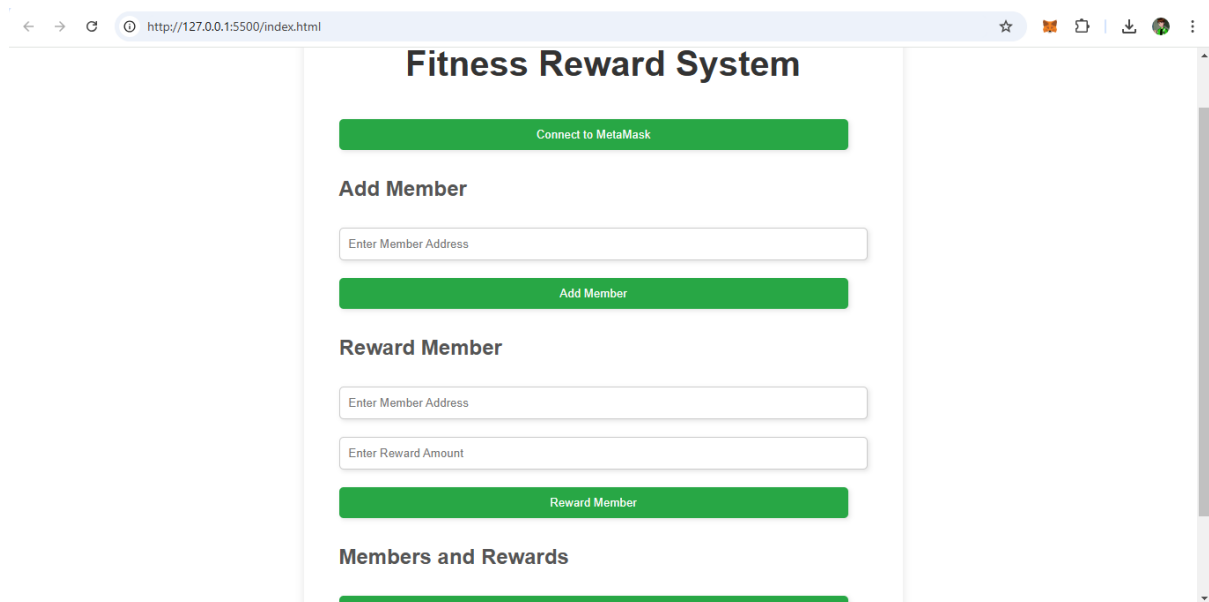 http://127.0.0.1:5500/index.html
Fitness Reward System
Connect to MetaMask
Add Member
Enter Member Address
Add Member
Reward Member
Enter Member Address
Enter Reward Amount
Reward Member
Members and Rewards